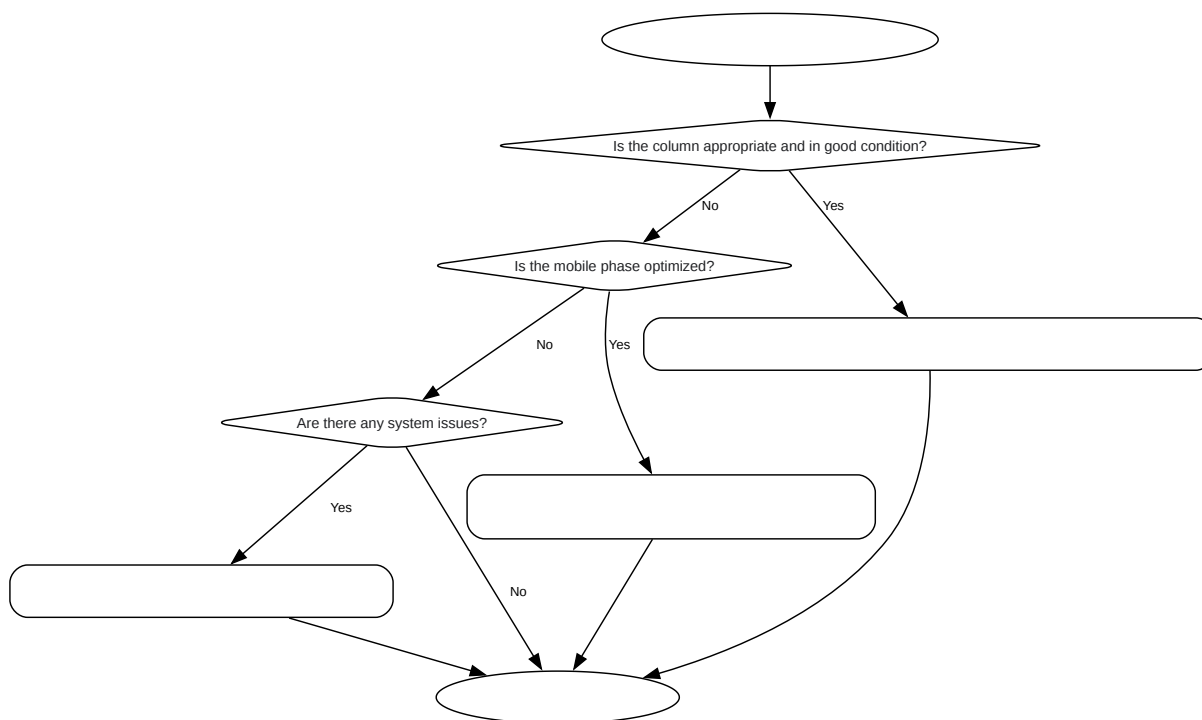 Is the column appropriate and in good condition?
No
Yes
Is the mobile phase optimized?
No
Yes
Are there any system issues?
Yes
No